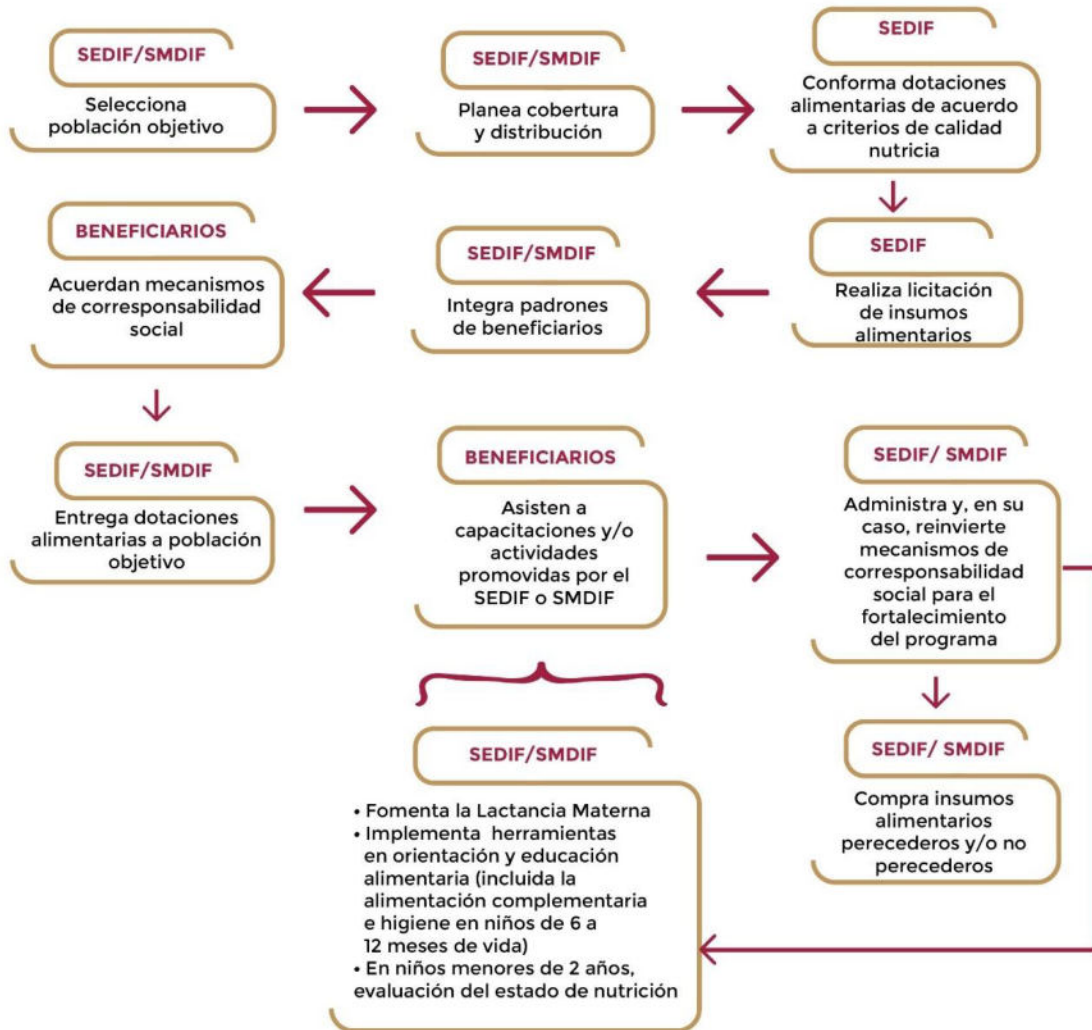 SEDIF/SMDIF
Selecciona
población objetivo
SEDIF/SMDIF
Planea cobertura
y distribución
SEDIF
Conforma dotaciones
alimentarias de acuerdo
a criterios de calidad
nutricia
BENEFICIARIOS
Acuerdan mecanismos
de corresponsabilidad
social
SEDIF/SMDIF
Integra padrones
de beneficiarios
SEDIF
Realiza licitación
de insumos
alimentarios
SEDIF/SMDIF
Entrega dotaciones
alimentarias a población
objetivo
BENEFICIARIOS
Asisten a
capacitaciones y/o
actividades
promovidas por el
SEDIF o SMDIF
SEDIF/ SMDIF
Administra y, en su
caso, reinvierte
mecanismos de
corresponsabilidad
social para el
fortalecimiento
del programa
SEDIF/SMDIF
• Fomenta la Lactancia Materna
• Implementa herramientas
en orientación y educación
alimentaria (incluida la
alimentación complementaria
e higiene en niños de 6 a
12 meses de vida)
• En niños menores de 2 años,
evaluación del estado de nutrición
SEDIF/ SMDIF
Compra insumos
alimentarios
perecederos y/o no
perecederos